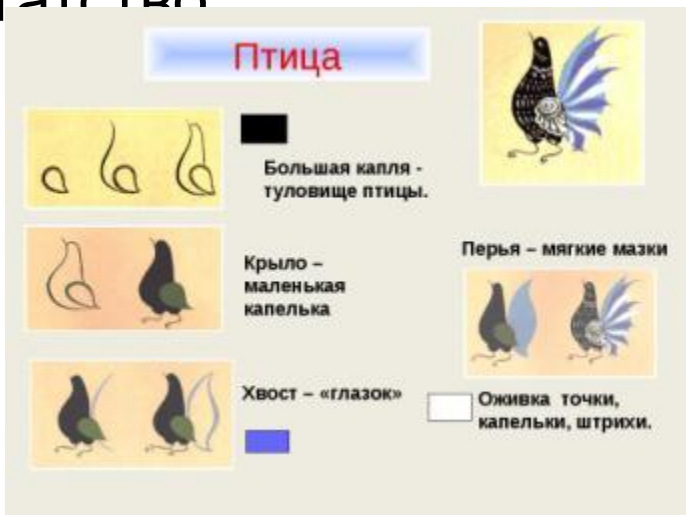 Птица
Большая капля -
туловище птицы.
Крыло –
маленькая
капелька
Перья – мягкие мазки
Хвост – «глазок»
Оживка точки,
капельки, штрихи.